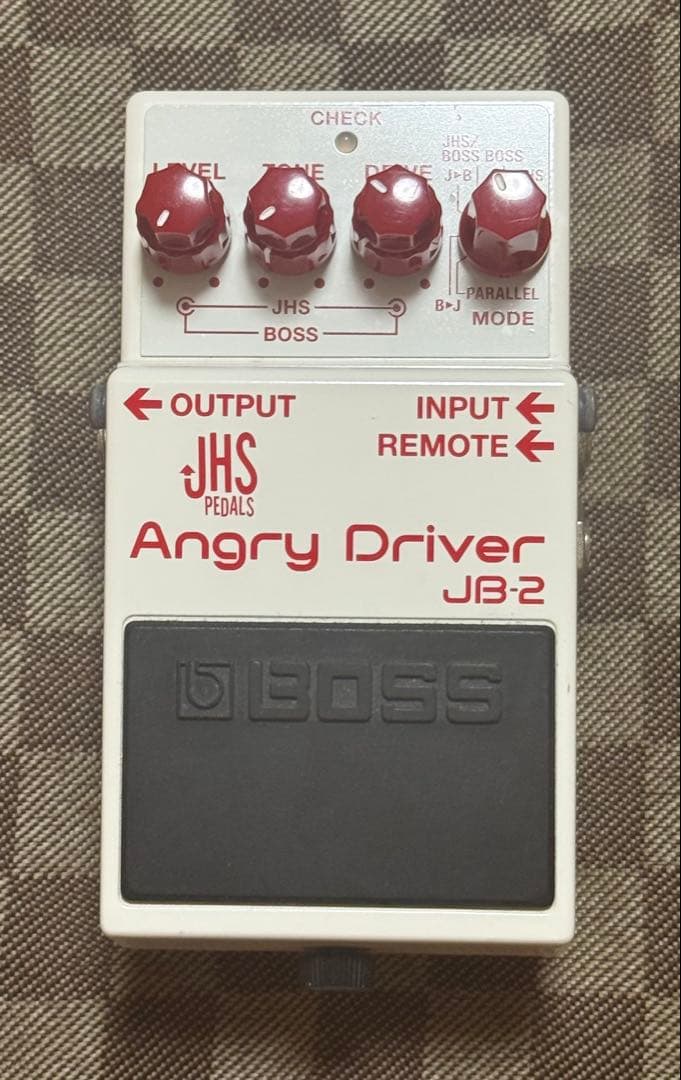 CHECK
LEVEL TONE DRIVE
JHS/
BOSS BOSS
J▸B
JHS
BOSS
PARALLEL
B▸J
MODE
← OUTPUT
INPUT ←
REMOTE ←
JHS
PEDALS
Angry Driver
JB-2
BOSS